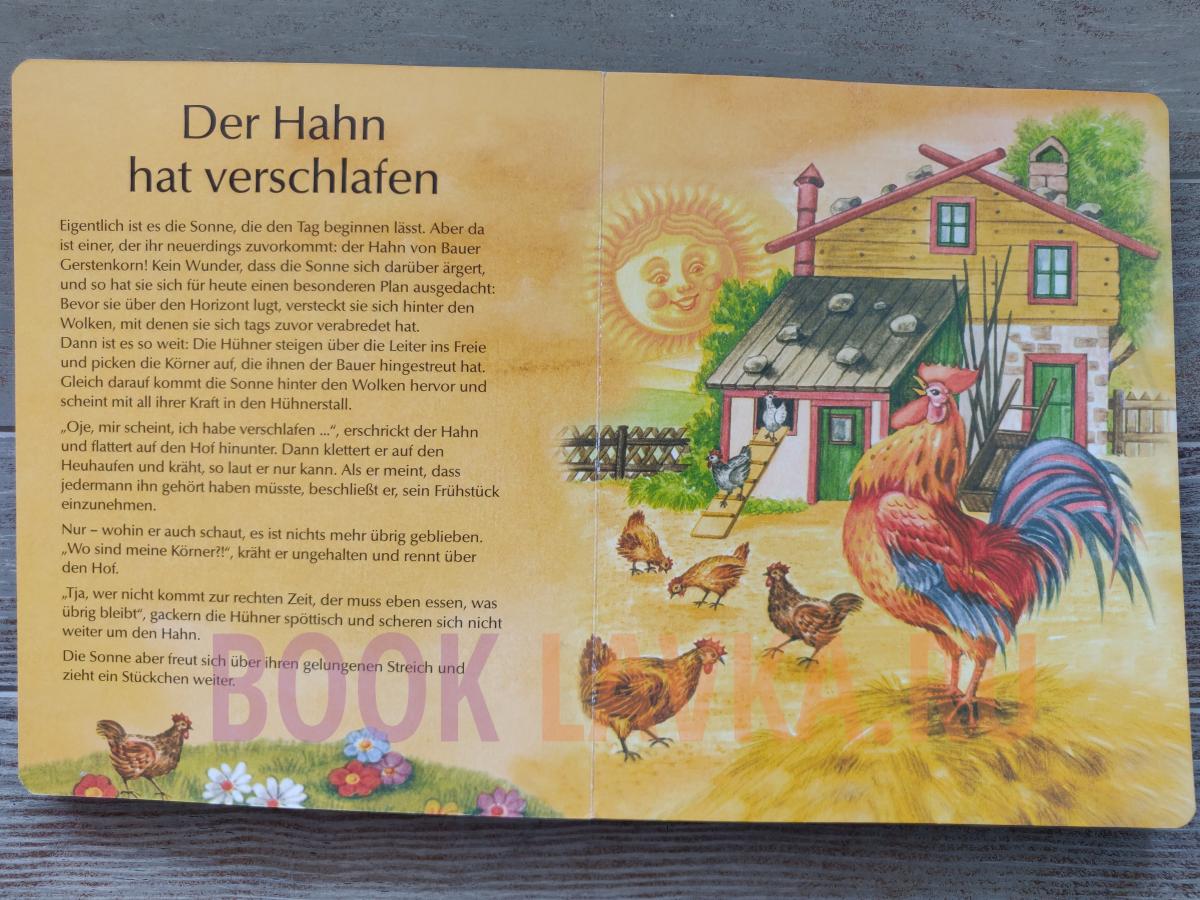 Der Hahn
hat verschlafen
Eigentlich ist es die Sonne, die den Tag beginnen lässt. Aber da
ist einer, der ihr neuerdings zuvorkommt: der Hahn von Bauer
Gerstenkorn! Kein Wunder, dass die Sonne sich darüber ärgert,
und so hat sie sich für heute einen besonderen Plan ausgedacht:
Bevor sie über den Horizont lugt, versteckt sie sich hinter den
Wolken, mit denen sie sich tags zuvor verabredet hat.
Dann ist es so weit: Die Hühner steigen über die Leiter ins Freie
und picken die Körner auf, die ihnen der Bauer hingestreut hat.
Gleich darauf kommt die Sonne hinter den Wolken hervor und
scheint mit all ihrer Kraft in den Hühnerstall.
„Oje, mir scheint, ich habe verschlafen ...“, erschrickt der Hahn
und flattert auf den Hof hinunter. Dann klettert er auf den
Heuhaufen und kräht, so laut er nur kann. Als er meint, dass
jedermann ihn gehört haben müsste, beschließt er, sein Frühstück
einzunehmen.
Nur – wohin er auch schaut, es ist nichts mehr übrig geblieben.
„Wo sind meine Körner?!“, kräht er ungehalten und rennt über
den Hof.
„Tja, wer nicht kommt zur rechten Zeit, der muss eben essen, was
übrig bleibt“, gackern die Hühner spöttisch und scheren sich nicht
weiter um den Hahn.
Die Sonne aber freut sich über ihren gelungenen Streich und
zieht ein Stückchen weiter.
BOOK LAVKA.RU